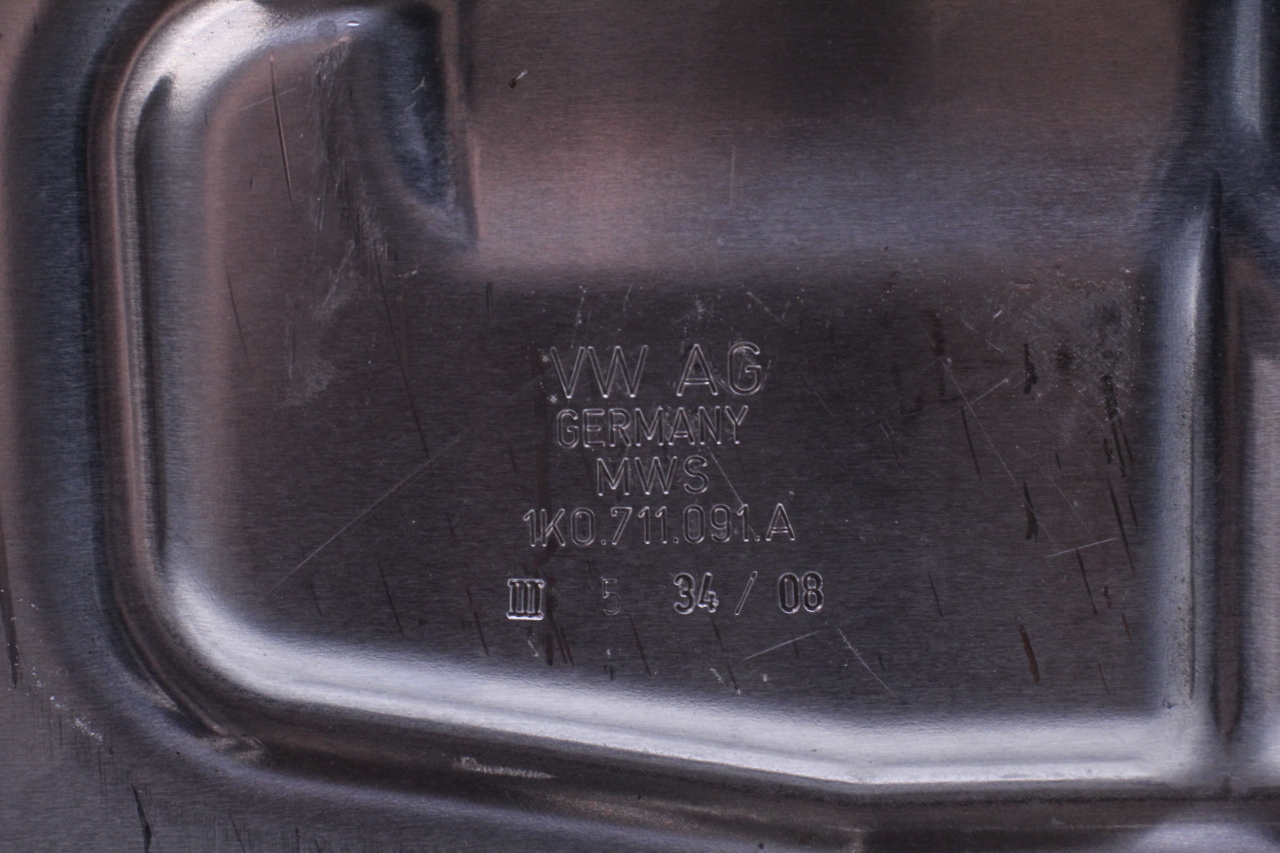 VW AG
GERMANY
MWS
1K0.711.091.A
III 5 34 / 08